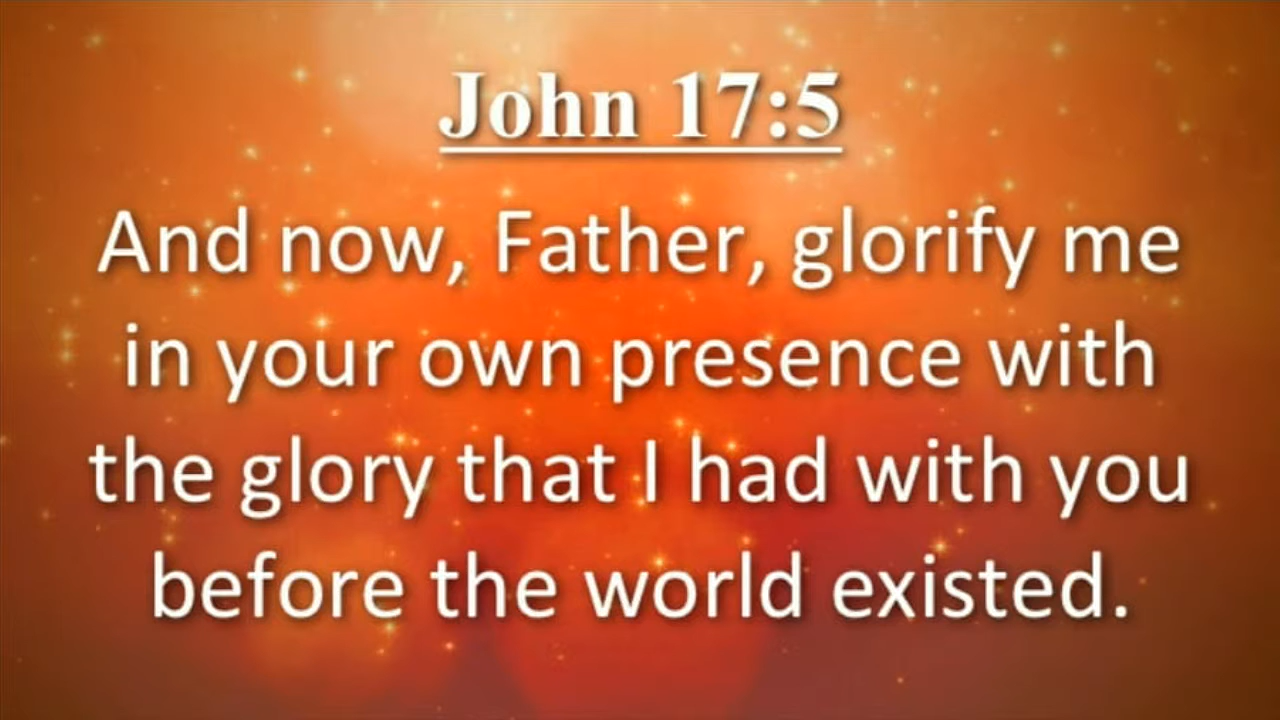 John 17:5
And now, Father, glorify me
in your own presence with
the glory that I had with you
before the world existed.